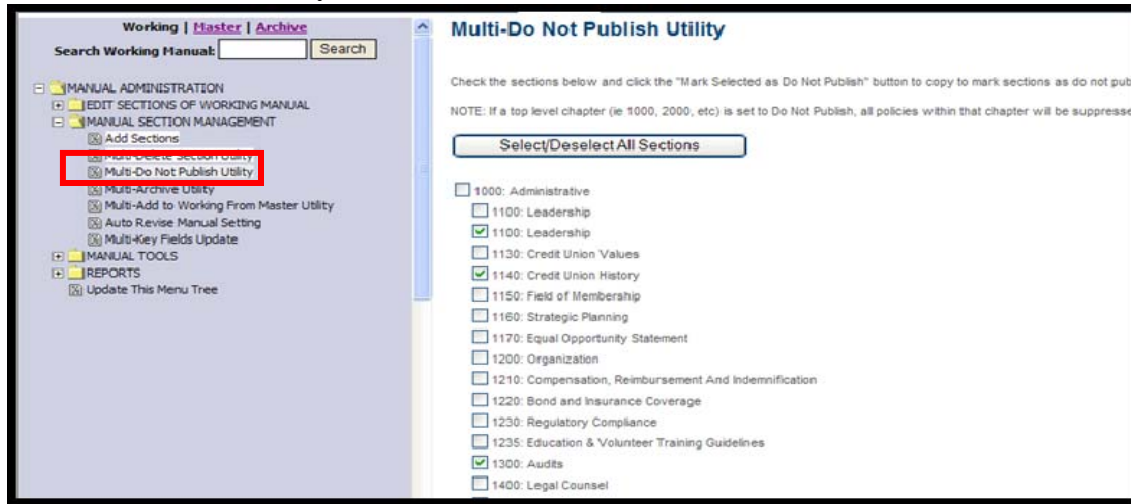 Working | Master | Archive
Search Working Manual: Search
MANUAL ADMINISTRATION
EDIT SECTIONS OF WORKING MANUAL
MANUAL SECTION MANAGEMENT
Add Sections
Multi-Delete Section Utility
Multi-Do Not Publish Utility
Multi-Archive Utility
Multi-Add to Working From Master Utility
Auto Revise Manual Setting
Multi-Key Fields Update
MANUAL TOOLS
REPORTS
Update This Menu Tree
Multi-Do Not Publish Utility
Check the sections below and click the "Mark Selected as Do Not Publish" button to copy to mark sections as do not pub
NOTE: If a top level chapter (ie 1000, 2000, etc) is set to Do Not Publish, all policies within that chapter will be suppresse
Select/Deselect All Sections
1000: Administrative
1100: Leadership
1100: Leadership
1130: Credit Union Values
1140: Credit Union History
1150: Field of Membership
1160: Strategic Planning
1170: Equal Opportunity Statement
1200: Organization
1210: Compensation, Reimbursement And Indemnification
1220: Bond and Insurance Coverage
1230: Regulatory Compliance
1235: Education & Volunteer Training Guidelines
1300: Audits
1400: Legal Counsel